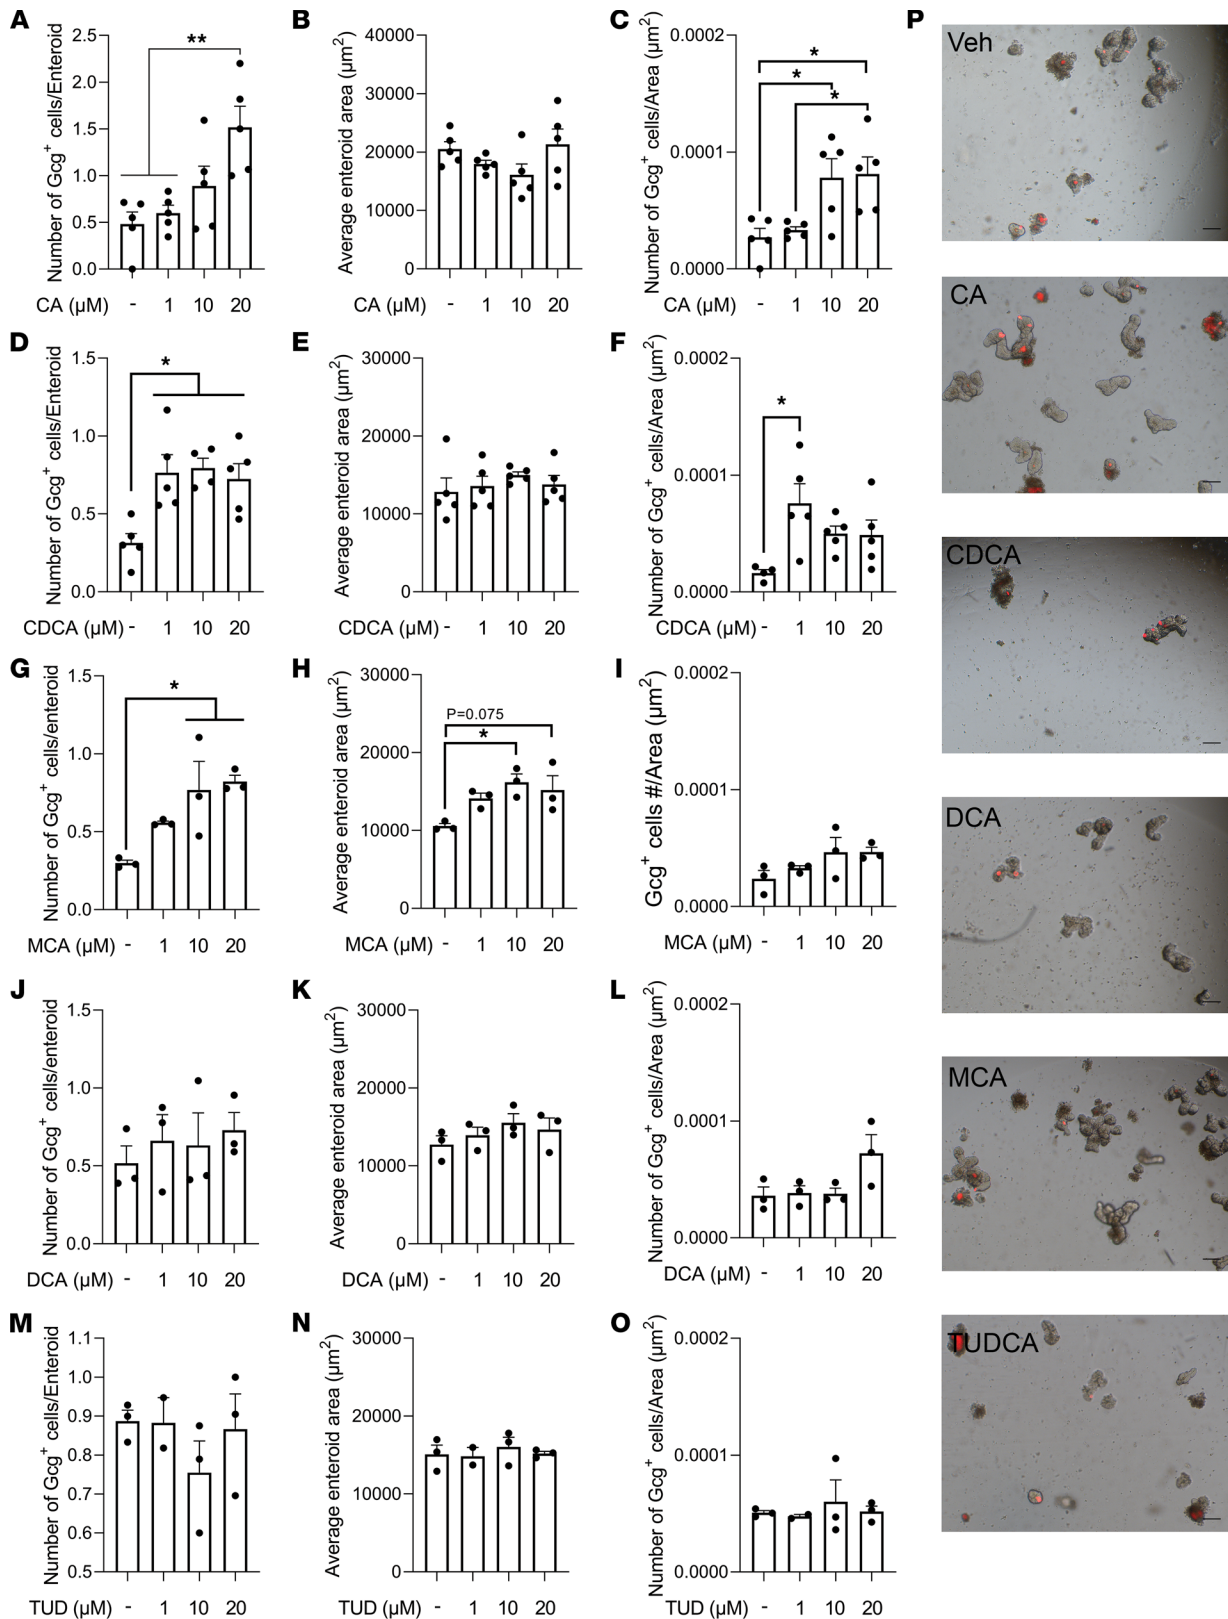 A
Number of Gcg+ cells/Enteroid
2.5
2.0
1.5
1.0
0.5
0.0
**
CA (µM) - 1 10 20
B
Average enteroid area (µm2)
40000
30000
20000
10000
0
- 1 10 20
C
Number of Gcg+ cells/Area (µm2)
0.0002
0.0001
0.0000
*
*
*
CA (µM) - 1 10 20
D
Number of Gcg+ cells/Enteroid
1.5
1.0
0.5
0.0
*
CDCA (µM) - 1 10 20
E
Average enteroid area (µm2)
30000
20000
10000
0
CDCA (µM) - 1 10 20
F
Number of Gcg+ cells/Area (µm2)
0.0002
0.0001
0.0000
*
CDCA (µM) - 1 10 20
G
Number of Gcg+ cells/enteroid
1.5
1.0
0.5
0.0
*
MCA (µM) - 1 10 20
H
Average enteroid area (µm2)
30000
20000
10000
0
P=0.075
*
MCA (µM) - 1 10 20
I
Gcg+ cells #/Area (µm2)
0.0002
0.0001
0.0000
MCA (µM) - 1 10 20
J
Number of Gcg+ cells/enteroid
1.5
1.0
0.5
0.0
DCA (µM) - 1 10 20
K
Average enteroid area (µm2)
30000
20000
10000
0
DCA (µM) - 1 10 20
L
Number of Gcg+ cells/Area (µm2)
0.0002
0.0001
0.0000
DCA (µM) - 1 10 20
M
Number of Gcg+ cells/Enteroid
1.1
1.0
0.9
0.8
0.7
0.6
0.5
TUD (µM) - 1 10 20
N
Average enteroid area (µm2)
30000
20000
10000
0
TUD (µM) - 1 10 20
O
Number of Gcg+ cells/Area (µm2)
0.0002
0.0001
0.0000
TUD (µM) - 1 10 20
P
Veh
CA
CDCA
DCA
MCA
TUDCA